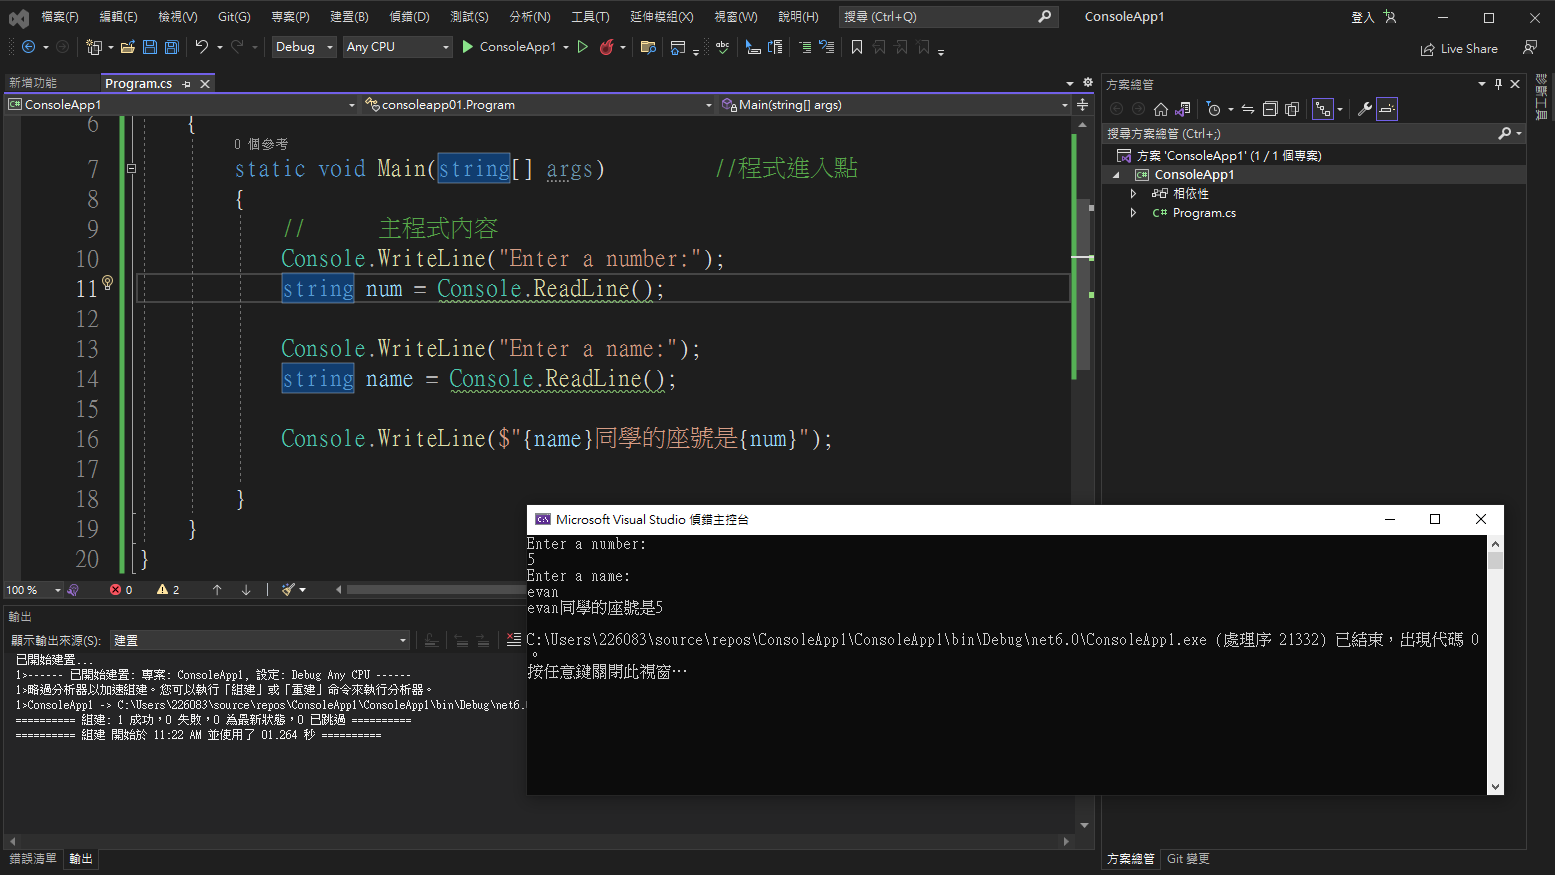 檔案(F) 編輯(E) 檢視(V) Git(G) 專案(P) 建置(B) 偵錯(D) 測試(S) 分析(N) 工具(T) 延伸模組(X) 視窗(W) 說明(H) 搜尋 (Ctrl+Q) ConsoleApp1 登入
Debug Any CPU ConsoleApp1 Live Share
新增功能 Program.cs
ConsoleApp1 consoleapp01.Program Main(string[] args)
6 {
0 個參考
7 static void Main(string[] args) //程式進入點
8 {
9 // 主程式內容
10 Console.WriteLine("Enter a number:");
11 string num = Console.ReadLine();
12
13 Console.WriteLine("Enter a name:");
14 string name = Console.ReadLine();
15
16 Console.WriteLine($"{name}同學的座號是{num}");
17
18 }
19 }
20 }
100 % 0 2
輸出
顯示輸出來源(S): 建置
已開始建置...
1>------ 已開始建置: 專案: ConsoleApp1, 設定: Debug Any CPU ------
1>略過分析器以加速組建。您可以執行「組建」或「重建」命令來執行分析器。
1>ConsoleApp1 -> C:\Users\226083\source\repos\ConsoleApp1\ConsoleApp1\bin\Debug\net6.0
========== 組建: 1 成功，0 失敗，0 為最新狀態，0 已跳過 ==========
========== 組建 開始於 11:22 AM 並使用了 01.264 秒 ==========
錯誤清單 輸出
Microsoft Visual Studio 偵錯主控台
Enter a number:
5
Enter a name:
evan
evan同學的座號是5
C:\Users\226083\source\repos\ConsoleApp1\ConsoleApp1\bin\Debug\net6.0\ConsoleApp1.exe (處理序 21332) 已結束，出現代碼 0
。
按任意鍵關閉此視窗…
方案總管
搜尋方案總管 (Ctrl+;)
方案 'ConsoleApp1' (1 / 1 個專案)
ConsoleApp1
相依性
C# Program.cs
方案總管 Git 變更
診斷工具